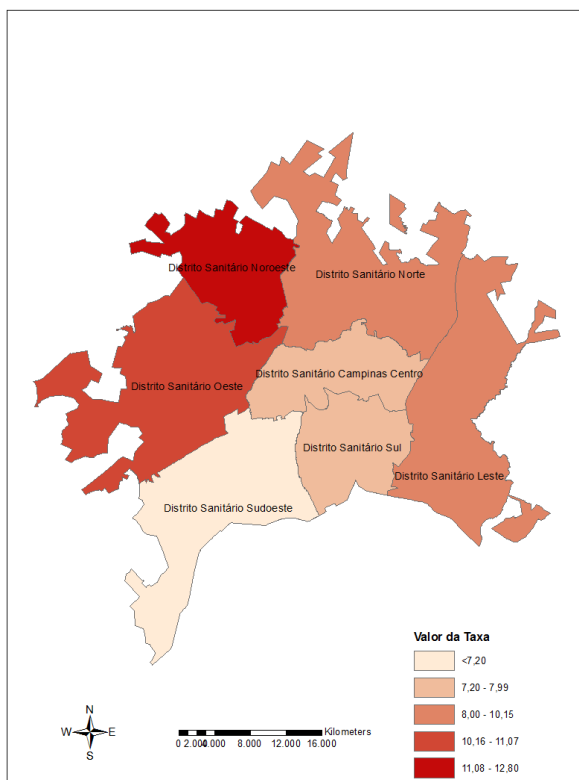 Distrito Sanitário Noroeste
Distrito Sanitário Norte
Distrito Sanitário Campinas Centro
Distrito Sanitário Oeste
Distrito Sanitário Sul
Distrito Sanitário Leste
Distrito Sanitário Sudoeste
Valor da Taxa
<7,20
7,20 - 7,99
8,00 - 10,15
10,16 - 11,07
11,08 - 12,80
N
W E
S
Kilometers
0 2.000 4.000 8.000 12.000 16.000